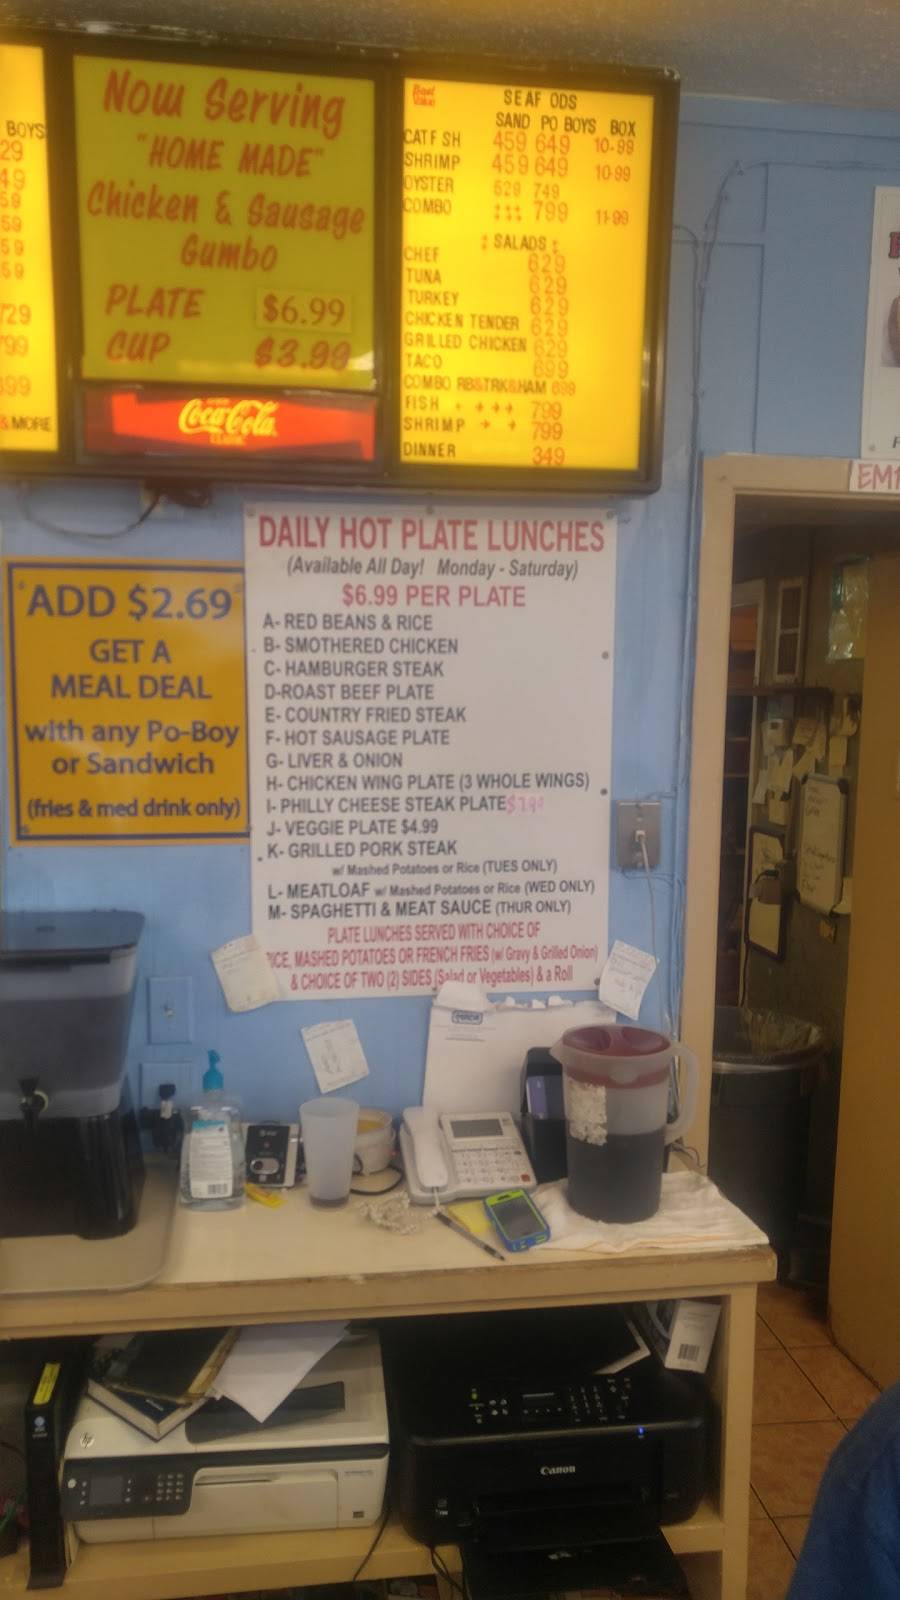 BOYS
29
49
59
59
59
69
729
799
899
& MORE
Now Serving
"HOME MADE"
Chicken & Sausage
Gumbo
PLATE $6.99
CUP $3.99
Coca-Cola
CLASSIC
SEAF ODS
SAND PO BOYS BOX
CATF SH 459 649 10-99
SHRIMP 459 649 10-99
OYSTER 529 749
COMBO 799 11-99
SALADS
CHEF 629
TUNA 629
TURKEY 629
CHICKEN TENDER 629
GRILLED CHICKEN 629
TACO 699
COMBO RB&TRK&HAM 699
FISH 799
SHRIMP 799
DINNER 349
EM
"ADD $2.69"
GET A
MEAL DEAL
with any Po-Boy
or Sandwich
(fries & med drink only)
DAILY HOT PLATE LUNCHES
(Available All Day! Monday - Saturday)
$6.99 PER PLATE
A- RED BEANS & RICE
B- SMOTHERED CHICKEN
C- HAMBURGER STEAK
D-ROAST BEEF PLATE
E- COUNTRY FRIED STEAK
F- HOT SAUSAGE PLATE
G- LIVER & ONION
H- CHICKEN WING PLATE (3 WHOLE WINGS)
I- PHILLY CHEESE STEAK PLATE $7.99
J- VEGGIE PLATE $4.99
K- GRILLED PORK STEAK
w/ Mashed Potatoes or Rice (TUES ONLY)
L- MEATLOAF w/ Mashed Potatoes or Rice (WED ONLY)
M- SPAGHETTI & MEAT SAUCE (THUR ONLY)
PLATE LUNCHES SERVED WITH CHOICE OF
RICE, MASHED POTATOES OR FRENCH FRIES (w/ Gravy & Grilled Onion)
& CHOICE OF TWO (2) SIDES (Salad or Vegetables) & a Roll
hp
Canon